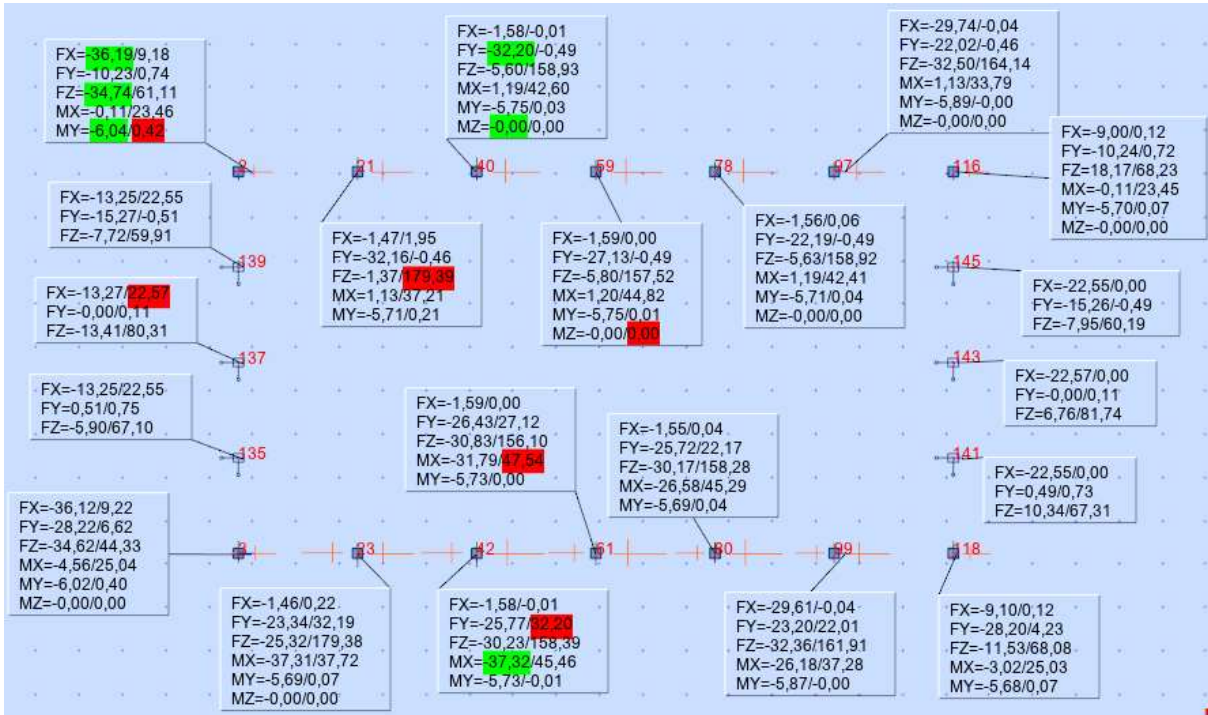 FX=-36,19/9,18
FY=-10,23/0,74
FZ=-34,74/61,11
MX=-0,11/23,46
MY=-6,04/0,42
FX=-1,58/-0,01
FY=-32,20/-0,49
FZ=-5,60/158,93
MX=1,19/42,60
MY=-5,75/0,03
MZ=-0,00/0,00
FX=-29,74/-0,04
FY=-22,02/-0,46
FZ=-32,50/164,14
MX=1,13/33,79
MY=-5,89/-0,00
MZ=-0,00/0,00
FX=-9,00/0,12
FY=-10,24/0,72
FZ=18,17/68,23
MX=-0,11/23,45
MY=-5,70/0,07
MZ=-0,00/0,00
21
40
59
78
97
116
FX=-13,25/22,55
FY=-15,27/-0,51
FZ=-7,72/59,91
FX=-1,47/1,95
FY=-32,16/-0,46
FZ=-1,37/179,39
MX=1,13/37,21
MY=-5,71/0,21
FX=-1,59/0,00
FY=-27,13/-0,49
FZ=-5,80/157,52
MX=1,20/44,82
MY=-5,75/0,01
MZ=-0,00/0,00
FX=-1,56/0,06
FY=-22,19/-0,49
FZ=-5,63/158,92
MX=1,19/42,41
MY=-5,71/0,04
MZ=-0,00/0,00
139
145
FX=-13,27/22,57
FY=-0,00/0,11
FZ=-13,41/80,31
FX=-22,55/0,00
FY=-15,26/-0,49
FZ=-7,95/60,19
137
143
FX=-13,25/22,55
FY=0,51/0,75
FZ=-5,90/67,10
FX=-22,57/0,00
FY=-0,00/0,11
FZ=6,76/81,74
FX=-1,59/0,00
FY=-26,43/27,12
FZ=-30,83/156,10
MX=-31,79/47,54
MY=-5,73/0,00
FX=-1,55/0,04
FY=-25,72/22,17
FZ=-30,17/158,28
MX=-26,58/45,29
MY=-5,69/0,04
135
141
FX=-22,55/0,00
FY=0,49/0,73
FZ=10,34/67,31
FX=-36,12/9,22
FY=-28,22/6,62
FZ=-34,62/44,33
MX=-4,56/25,04
MY=-6,02/0,40
MZ=-0,00/0,00
23
42
61
80
99
118
FX=-1,46/0,22
FY=-23,34/32,19
FZ=-25,32/179,38
MX=-37,31/37,72
MY=-5,69/0,07
MZ=-0,00/0,00
FX=-1,58/-0,01
FY=-25,77/32,20
FZ=-30,23/158,39
MX=-37,32/45,46
MY=-5,73/-0,01
FX=-29,61/-0,04
FY=-23,20/22,01
FZ=-32,36/161,91
MX=-26,18/37,28
MY=-5,87/-0,00
FX=-9,10/0,12
FY=-28,20/4,23
FZ=-11,53/68,08
MX=-3,02/25,03
MY=-5,68/0,07